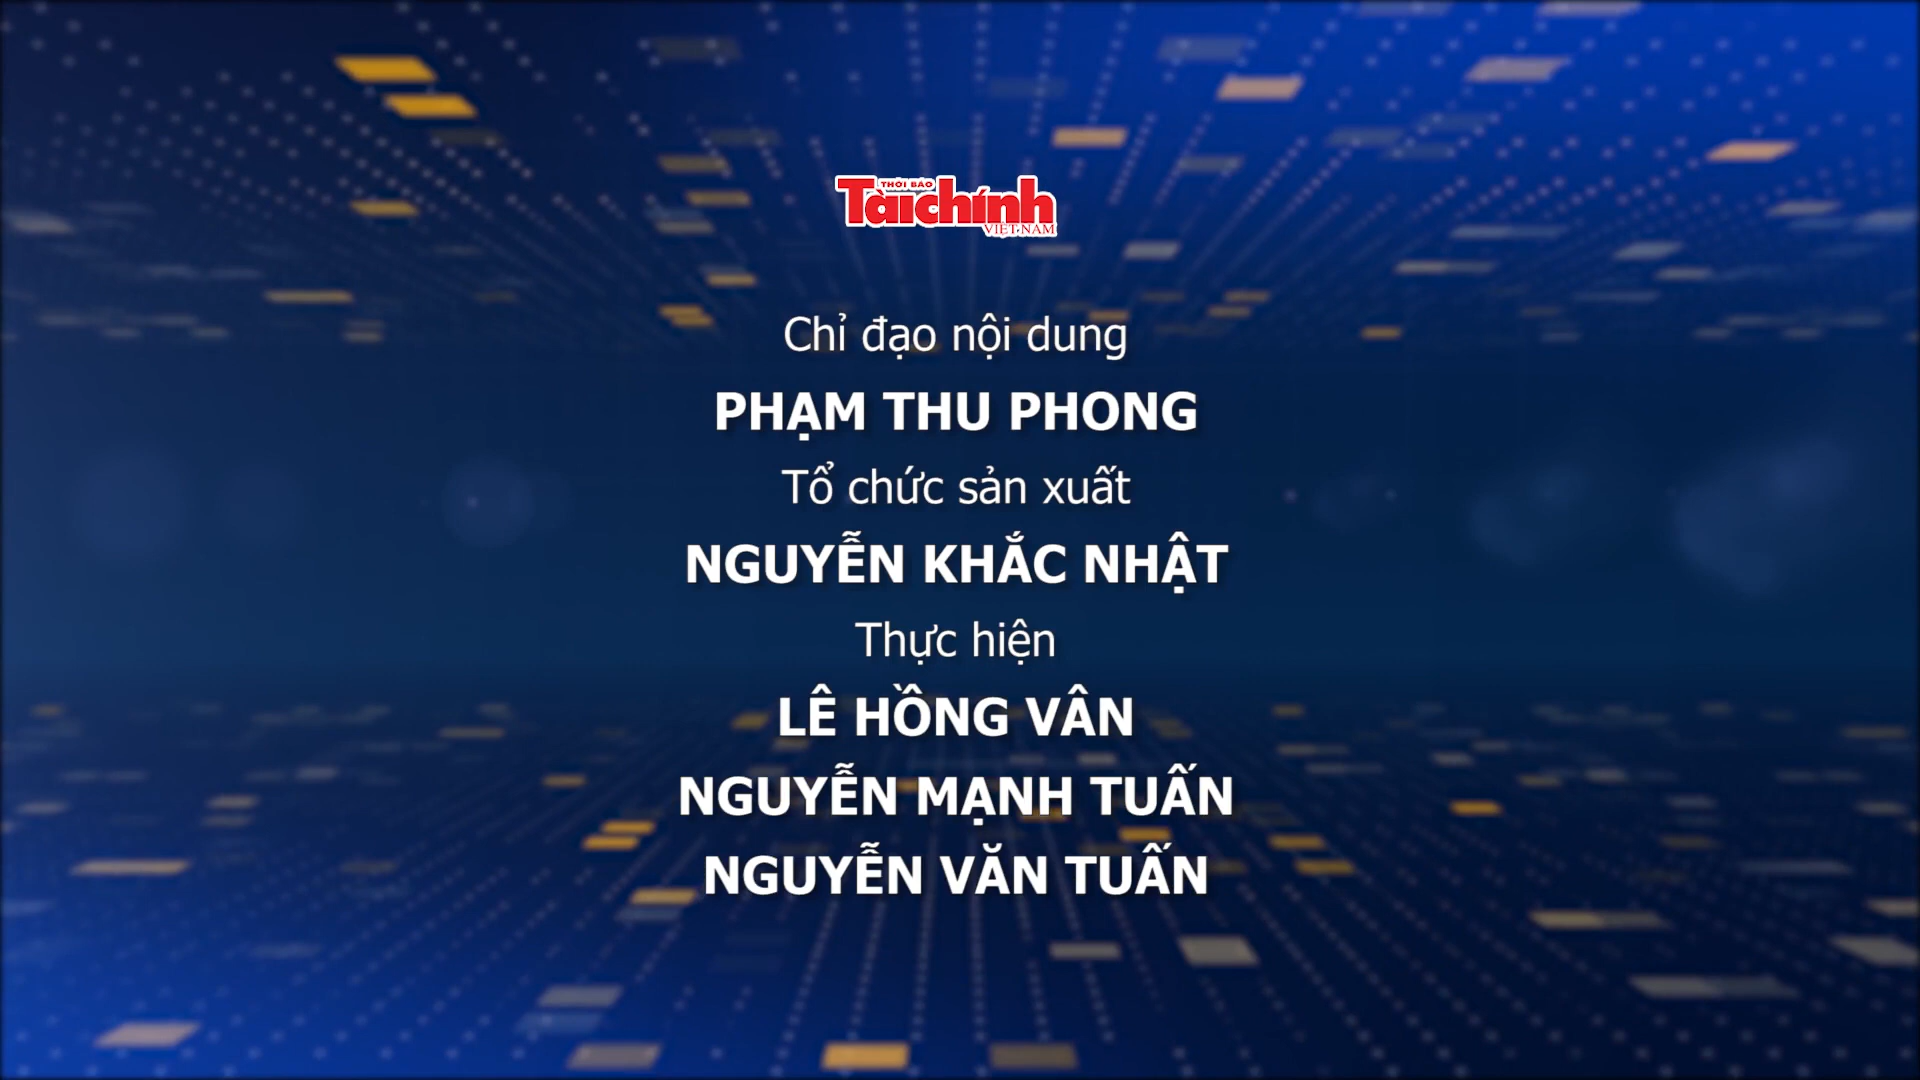 THỜI BÁO
Tàichính
VIỆT NAM
Chỉ đạo nội dung
PHẠM THU PHONG
Tổ chức sản xuất
NGUYỄN KHẮC NHẬT
Thực hiện
LÊ HỒNG VÂN
NGUYỄN MẠNH TUẤN
NGUYỄN VĂN TUẤN